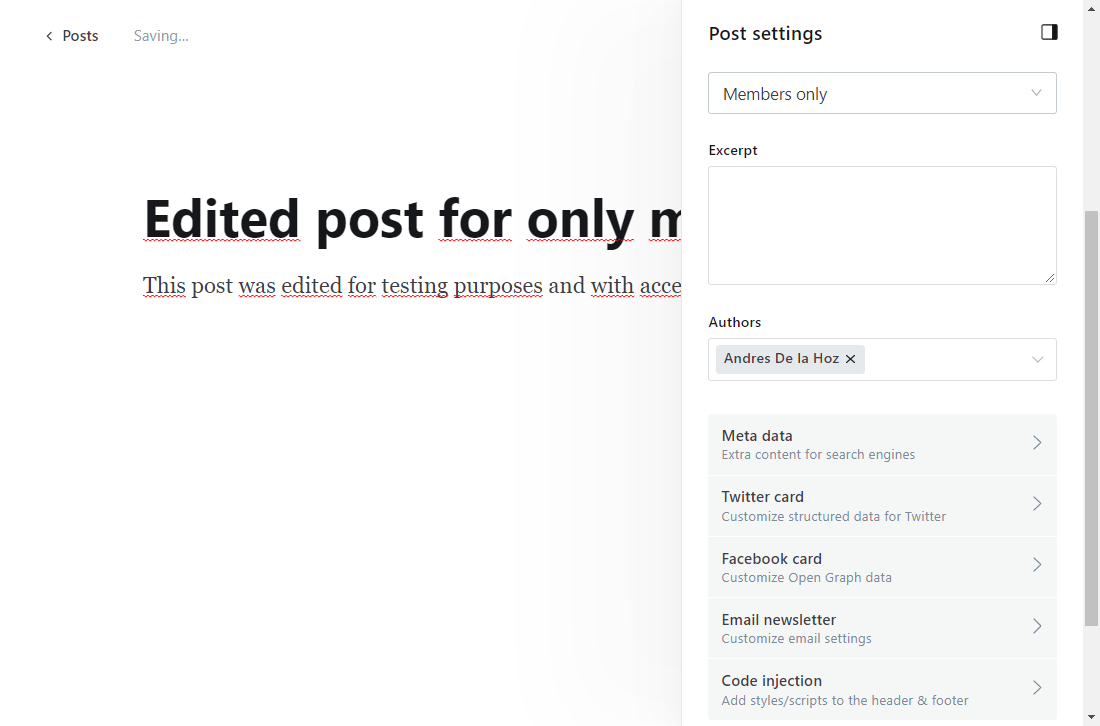 Posts
Saving...
Post settings
Members only
Excerpt
Edited post for only
This post was edited for testing purposes and with
Authors
Andres De la Hoz
Meta data
Extra content for search engines
Twitter card
Customize structured data for Twitter
Facebook card
Customize Open Graph data
Email newsletter
Customize email settings
Code injection
Add styles/scripts to the header & footer